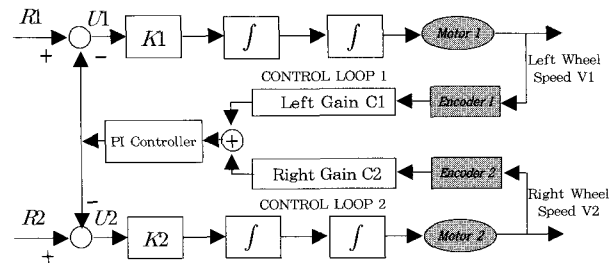 R1
U1
+
−
K1
∫
∫
Motor 1
Left Wheel
Speed V1
CONTROL LOOP 1
Left Gain C1
Encoder 1
PI Controller
+
Right Gain C2
Encoder 2
CONTROL LOOP 2
Right Wheel
Speed V2
−
R2
U2
+
K2
∫
∫
Motor 2